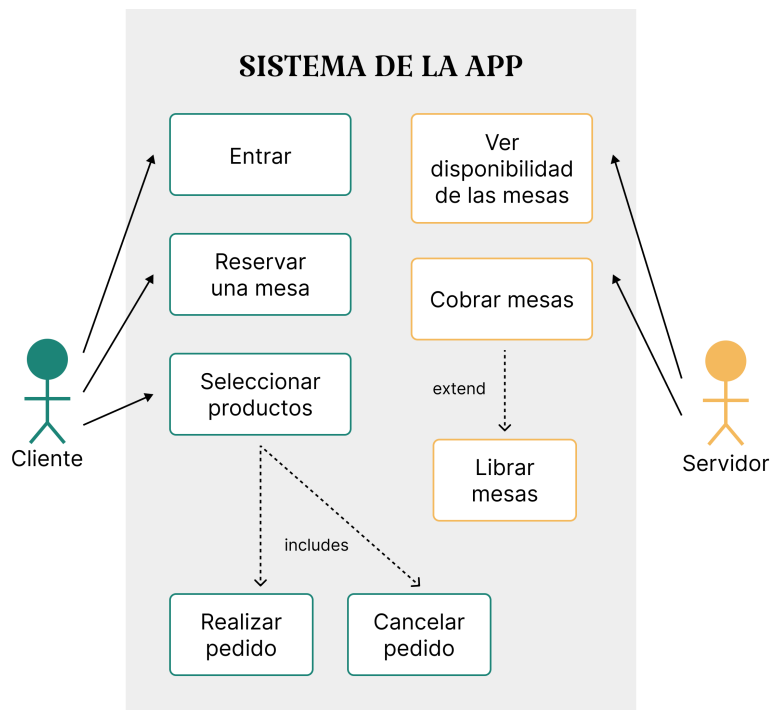 SISTEMA DE LA APP
Entrar
Reservar
una mesa
Seleccionar
productos
Ver
disponibilidad
de las mesas
Cobrar mesas
extend
Librar
mesas
Cliente
Servidor
includes
Realizar
pedido
Cancelar
pedido